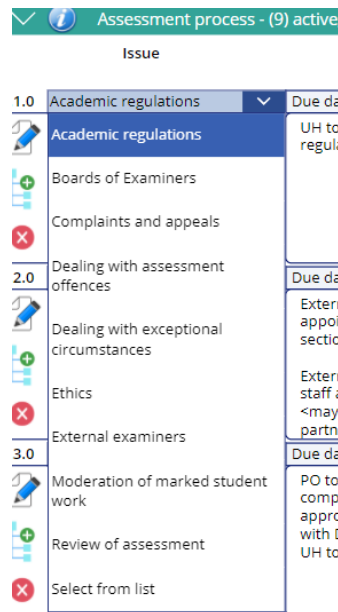 Assessment process - (9) active
Issue
1.0 Academic regulations Due da
Academic regulations
UH to
regula
Boards of Examiners
Complaints and appeals
Dealing with assessment
offences
2.0 Due da
Extern
appoi
sectio
Dealing with exceptional
circumstances
Extern
staff a
<may
partn
Ethics
External examiners
3.0 Due da
Moderation of marked student
work
PO to
comp
appro
with D
UH to
Review of assessment
Select from list